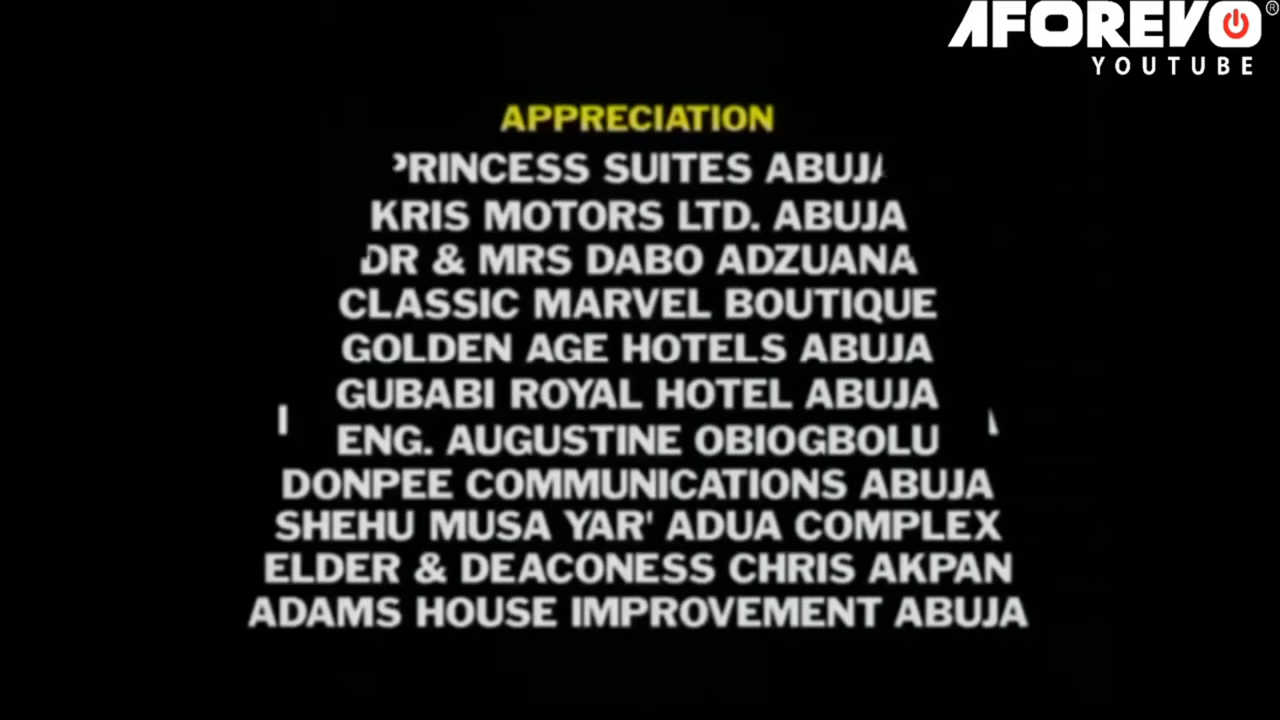 AFOREVO®
YOUTUBE
APPRECIATION
PRINCESS SUITES ABUJA
KRIS MOTORS LTD. ABUJA
DR & MRS DABO ADZUANA
CLASSIC MARVEL BOUTIQUE
GOLDEN AGE HOTELS ABUJA
GUBABI ROYAL HOTEL ABUJA
ENG. AUGUSTINE OBIOGBOLU
DONPEE COMMUNICATIONS ABUJA
SHEHU MUSA YAR' ADUA COMPLEX
ELDER & DEACONESS CHRIS AKPAN
ADAMS HOUSE IMPROVEMENT ABUJA